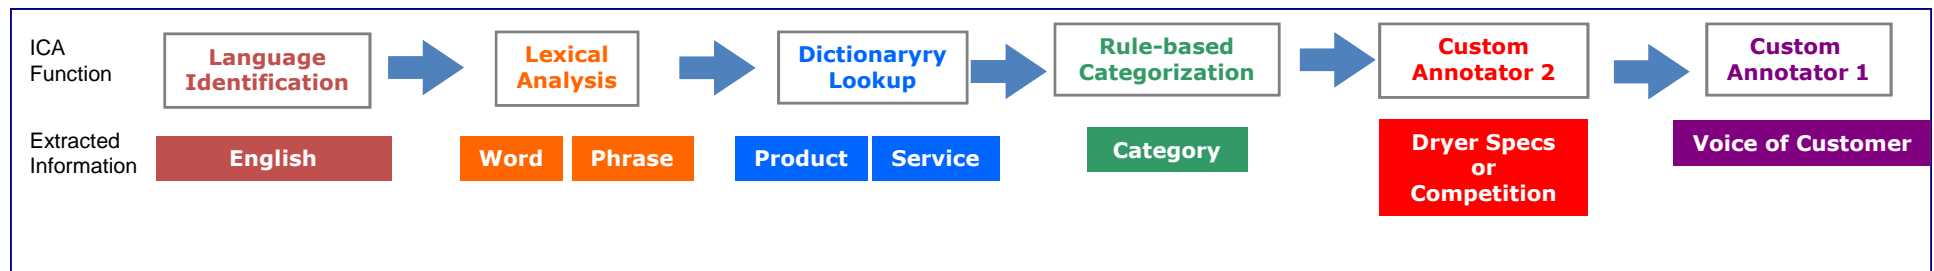 ICA
Function
Language
Identification
Lexical
Analysis
Dictionaryry
Lookup
Rule-based
Categorization
Custom
Annotator 2
Custom
Annotator 1
Extracted
Information
English
Word
Phrase
Product
Service
Category
Dryer Specs
or
Competition
Voice of Customer